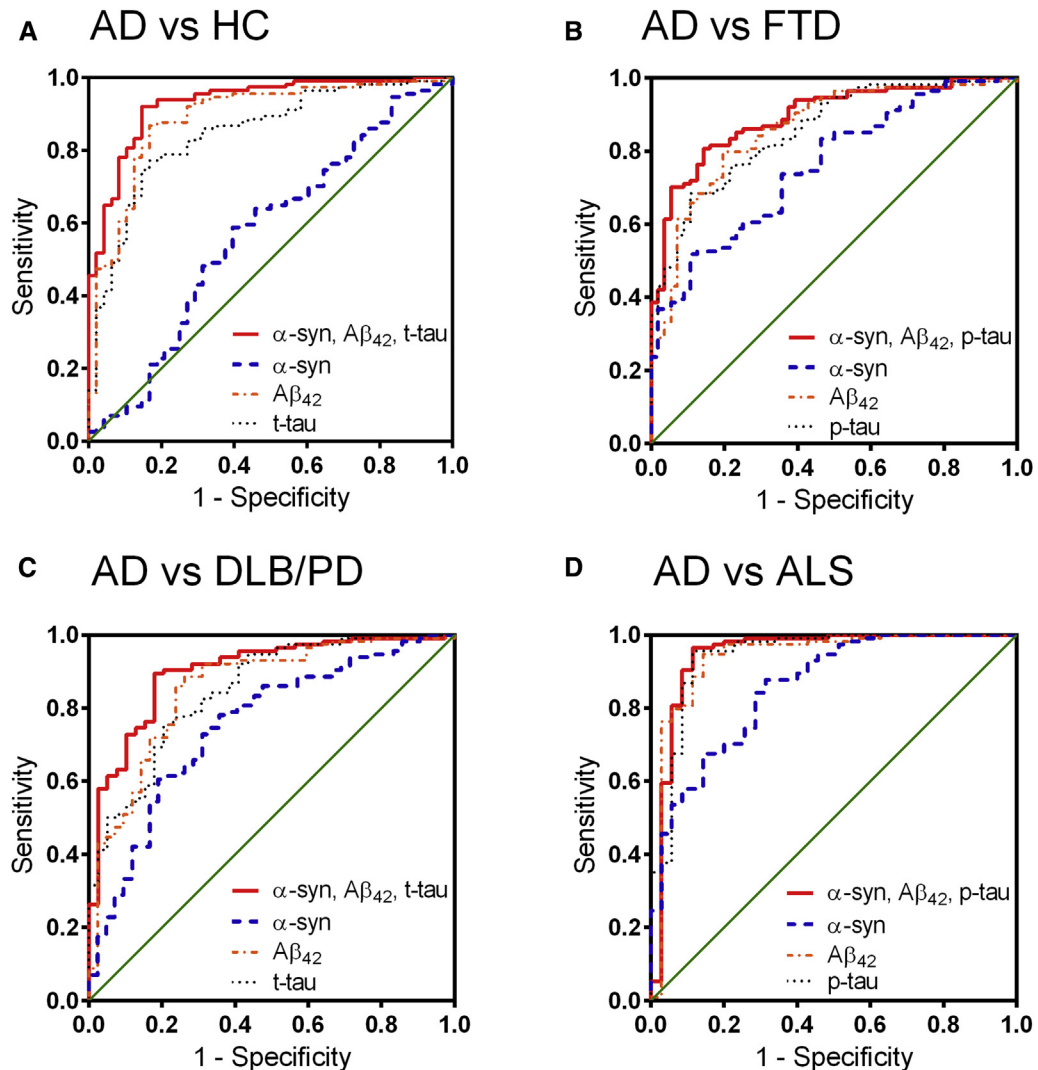 A AD vs HC
Sensitivity
1.0
0.8
0.6
0.4
0.2
0.0
α-syn, Aβ₄₂, t-tau
α-syn
Aβ₄₂
t-tau
0.0 0.2 0.4 0.6 0.8 1.0
1 - Specificity
B AD vs FTD
Sensitivity
1.0
0.8
0.6
0.4
0.2
0.0
α-syn, Aβ₄₂, p-tau
α-syn
Aβ₄₂
p-tau
0.0 0.2 0.4 0.6 0.8 1.0
1 - Specificity
C AD vs DLB/PD
Sensitivity
1.0
0.8
0.6
0.4
0.2
0.0
α-syn, Aβ₄₂, t-tau
α-syn
Aβ₄₂
t-tau
0.0 0.2 0.4 0.6 0.8 1.0
1 - Specificity
D AD vs ALS
Sensitivity
1.0
0.8
0.6
0.4
0.2
0.0
α-syn, Aβ₄₂, p-tau
α-syn
Aβ₄₂
p-tau
0.0 0.2 0.4 0.6 0.8 1.0
1 - Specificity